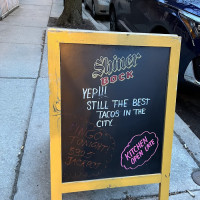 Shiner
BOCK
YEP!!!
STILL THE BEST
TACOS IN THE
CITY.
KITCHEN
OPEN LATE